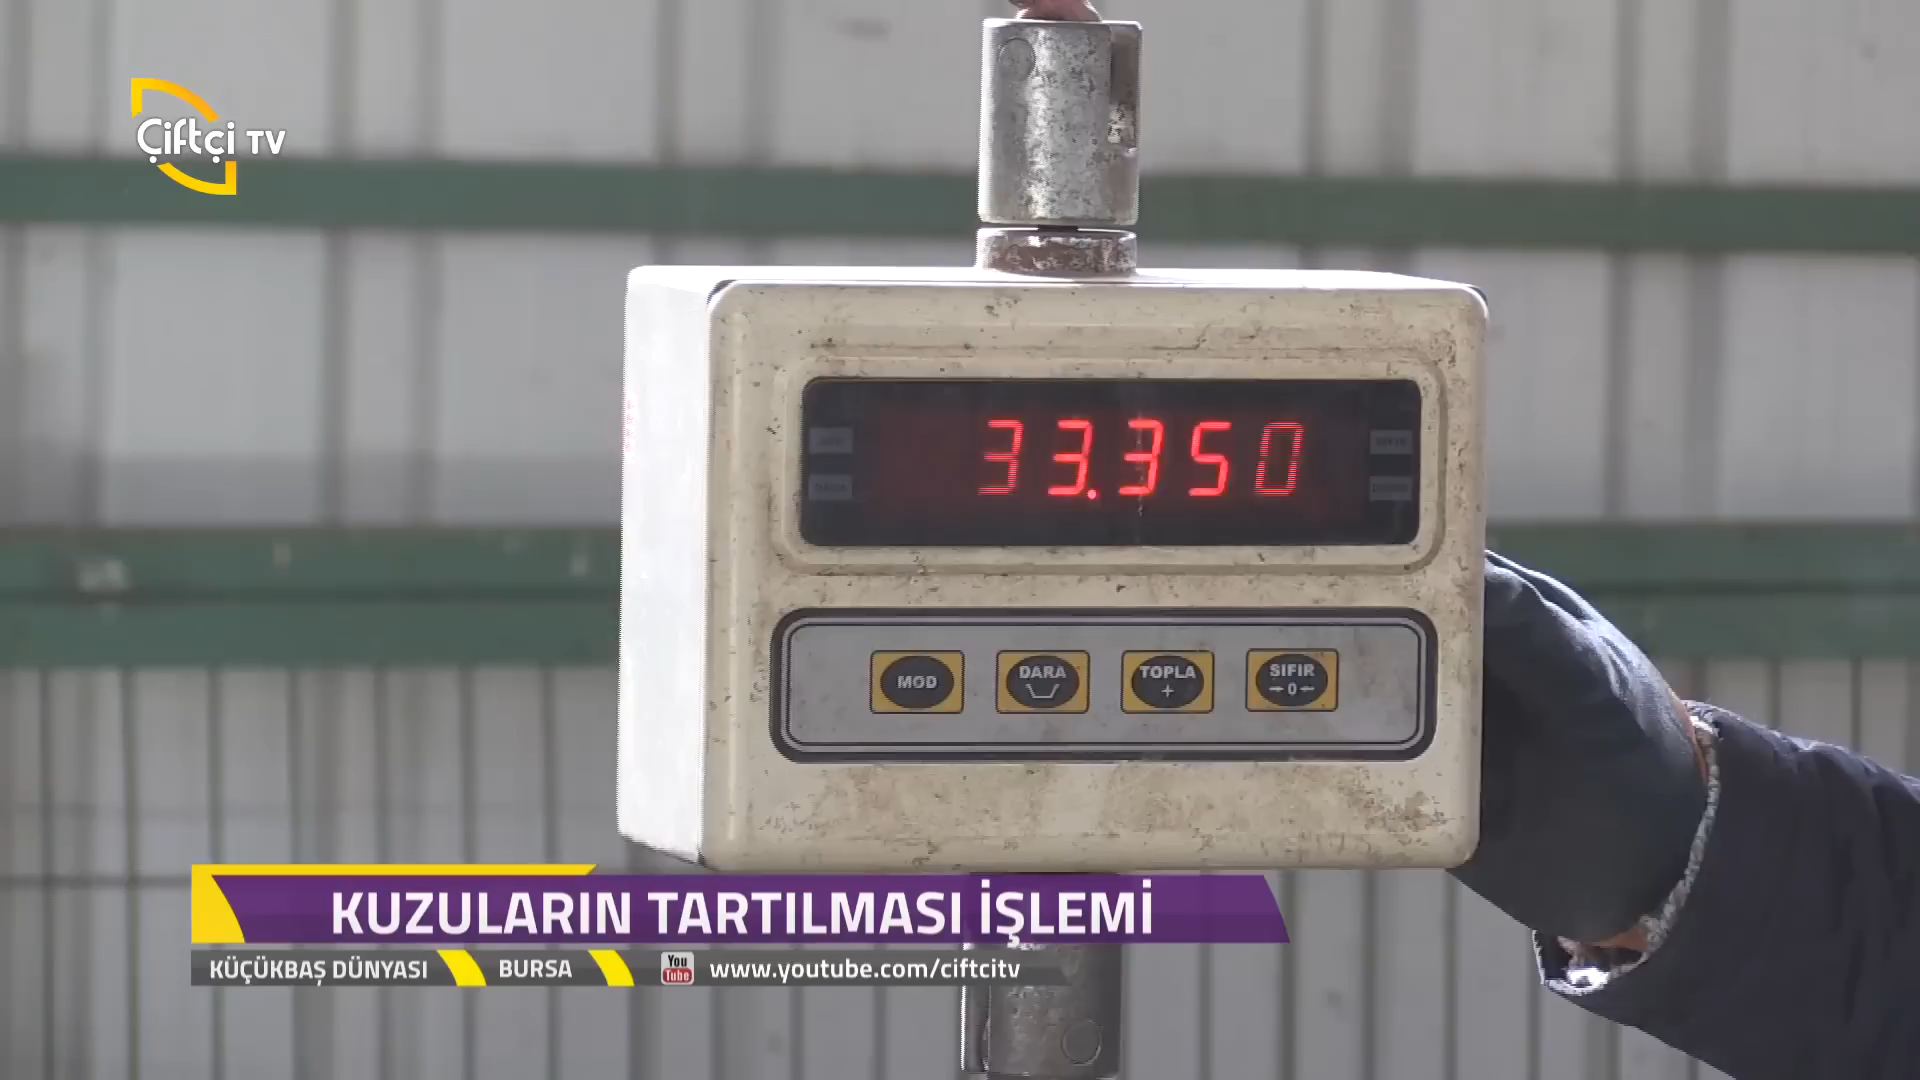 Çiftçi TV
33.350
MOD
DARA
TOPLA
+
SIFIR
→0←
KUZULARIN TARTILMASI İŞLEMİ
KÜÇÜKBAŞ DÜNYASI
BURSA
You
Tube
www.youtube.com/ciftcitv